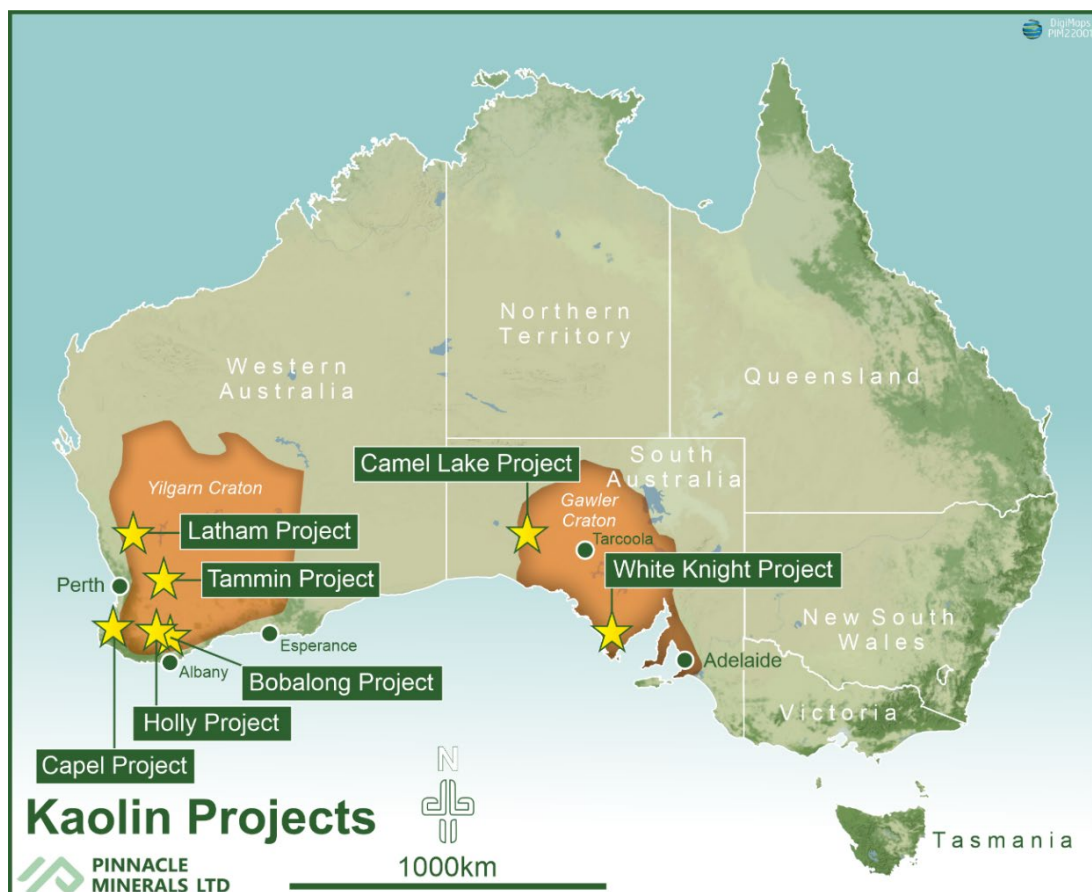 DigiMaps
PIM22001
Northern
Territory
Western
Australia
Queensland
Camel Lake Project
South
Australia
Yilgarn Craton
Gawler
Craton
Latham Project
Tarcoola
White Knight Project
Perth
Tammin Project
New South
Wales
Esperance
Albany
Adelaide
Bobalong Project
Victoria
Holly Project
Capel Project
N
Kaolin Projects
Tasmania
PINNACLE
MINERALS LTD
1000km